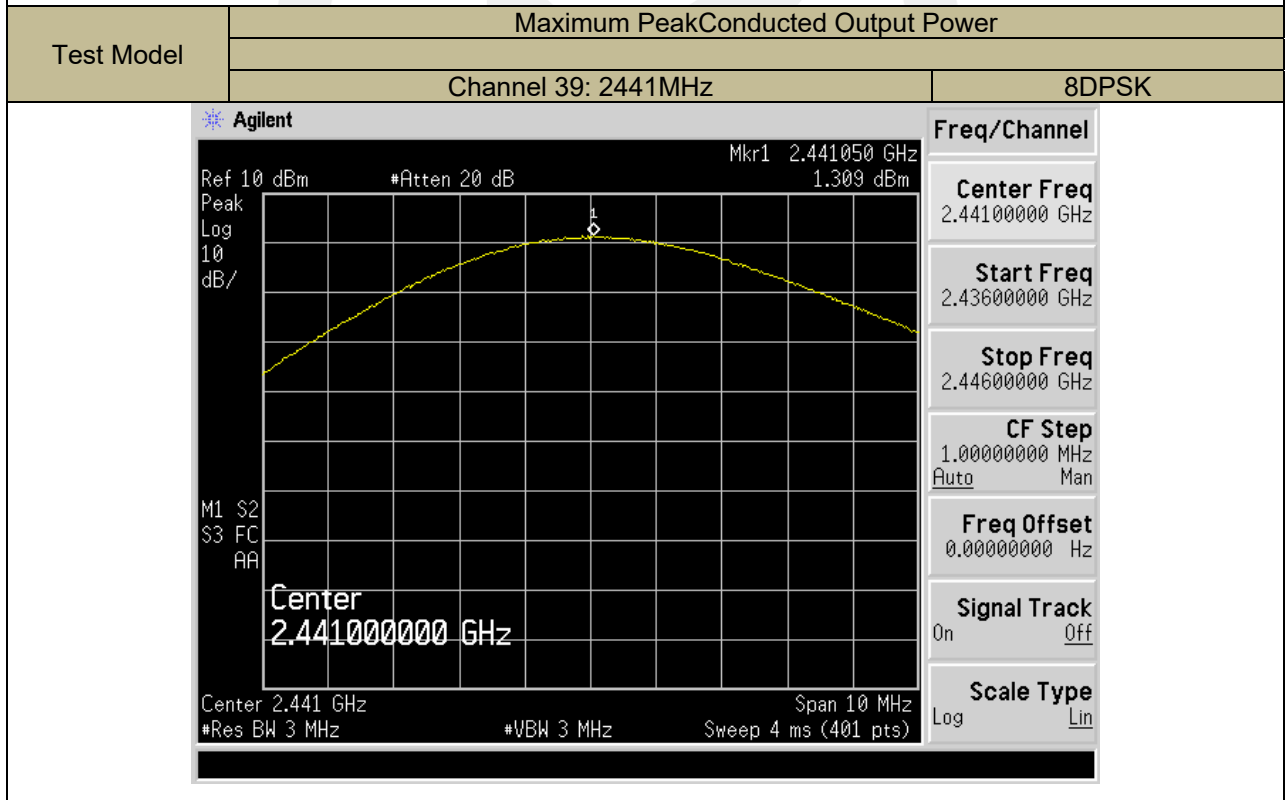 Test Model
Maximum PeakConducted Output Power
Channel 39: 2441MHz
8DPSK
Agilent
Freq/Channel
Mkr1 2.441050 GHz
Ref 10 dBm #Atten 20 dB 1.309 dBm
Peak
Log
10
dB/
1
M1 S2
S3 FC
AA
Center
2.441000000 GHz
Center 2.441 GHz Span 10 MHz
#Res BW 3 MHz #VBW 3 MHz Sweep 4 ms (401 pts)
Center Freq
2.44100000 GHz
Start Freq
2.43600000 GHz
Stop Freq
2.44600000 GHz
CF Step
1.00000000 MHz
Auto Man
Freq Offset
0.00000000 Hz
Signal Track
On Off
Scale Type
Log Lin